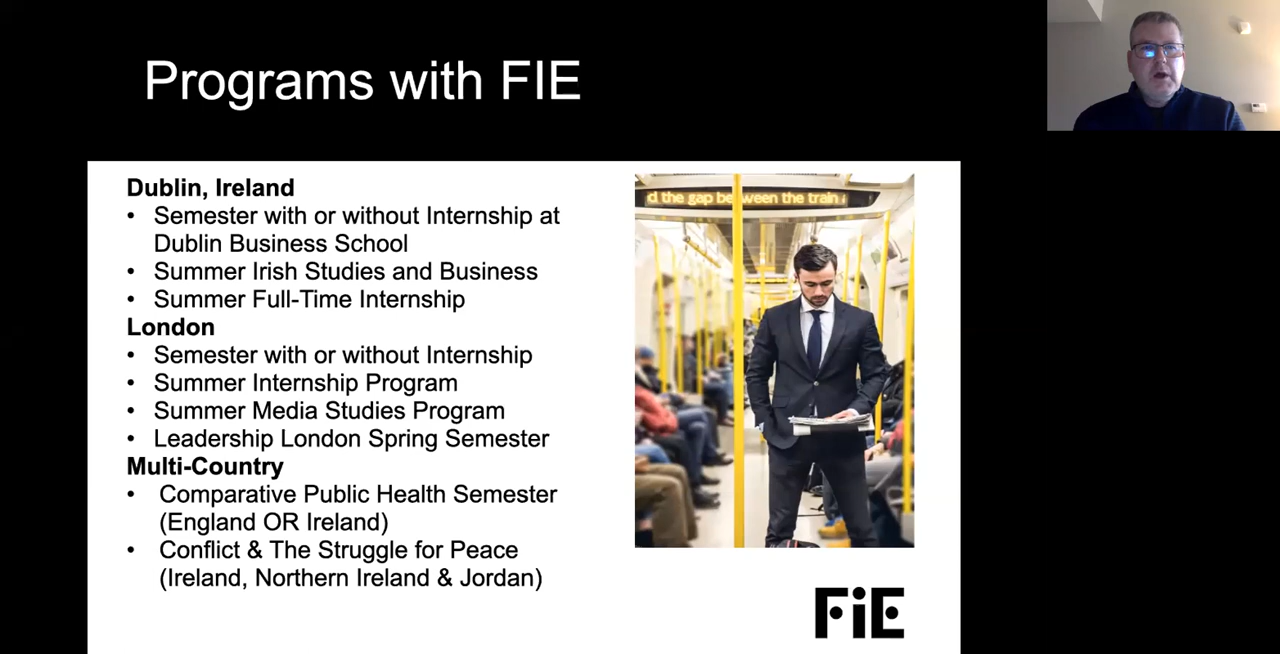 Programs with FIE
Dublin, Ireland
• Semester with or without Internship at
Dublin Business School
• Summer Irish Studies and Business
• Summer Full-Time Internship
London
• Semester with or without Internship
• Summer Internship Program
• Summer Media Studies Program
• Leadership London Spring Semester
Multi-Country
• Comparative Public Health Semester
(England OR Ireland)
• Conflict & The Struggle for Peace
(Ireland, Northern Ireland & Jordan)
d the gap between the train
FiE